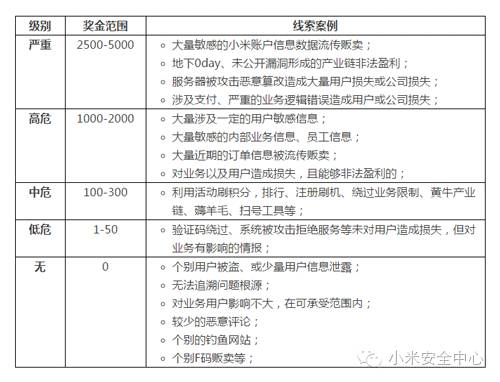 级别 奖金范围 线索案例
严重 2500-5000 大量敏感的小米账户信息数据流传贩卖；
地下0day、未公开漏洞形成的产业链非法盈利；
服务器被攻击恶意篡改造成大量用户损失或公司损失；
涉及支付、严重的业务逻辑错误造成用户或公司损失；
高危 1000-2000 大量涉及一定的用户敏感信息；
大量敏感的内部业务信息、员工信息；
大量近期的订单信息被流传贩卖；
对业务以及用户造成损失，且能够非法盈利的；
中危 100-300 利用活动刷积分，排行、注册刷机、绕过业务限制、黄牛产业
链、薅羊毛、扫号工具等；
低危 1-50 验证码绕过、系统被攻击拒绝服务等未对用户造成损失，但对
业务有影响的情报；
无 0 个别用户被盗、或少量用户信息泄露；
无法追溯问题根源；
对业务用户影响不大，在可承受范围内；
较少的恶意评论；
个别的钓鱼网站；
个别F码贩卖等；
小米安全中心